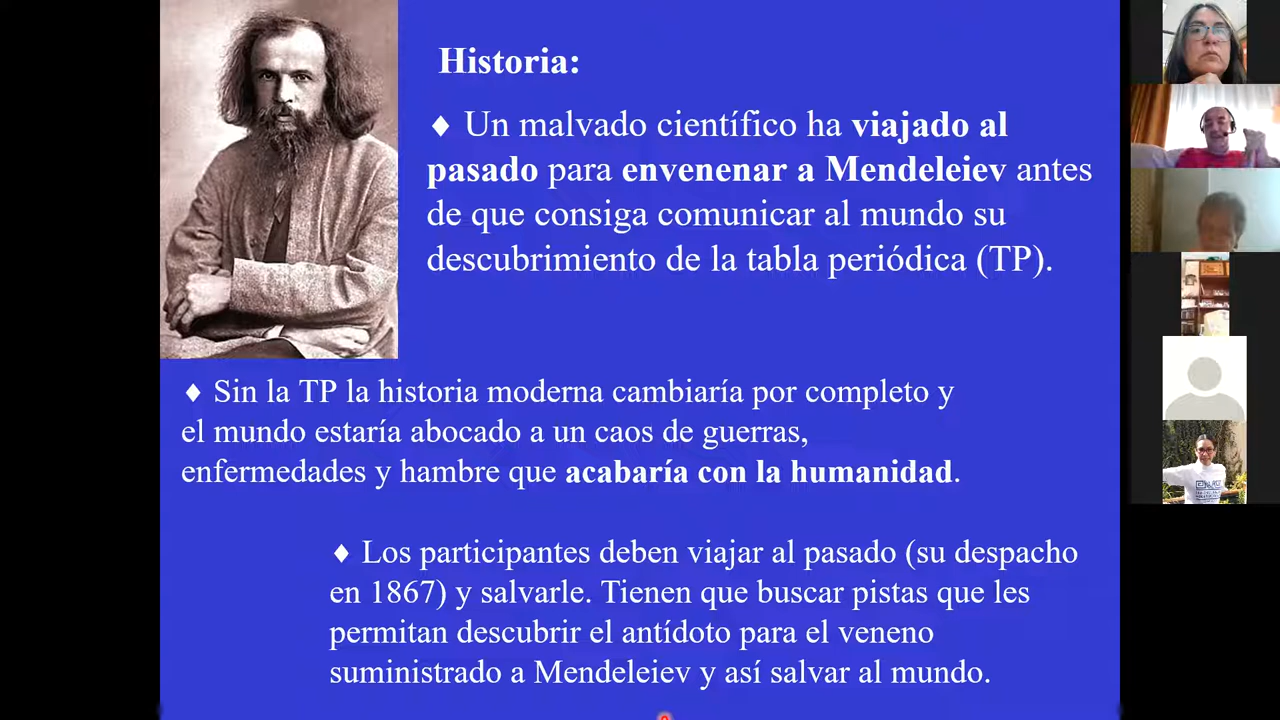 Historia:
♦ Un malvado científico ha viajado al
pasado para envenenar a Mendeleiev antes
de que consiga comunicar al mundo su
descubrimiento de la tabla periódica (TP).
♦ Sin la TP la historia moderna cambiaría por completo y
el mundo estaría abocado a un caos de guerras,
enfermedades y hambre que acabaría con la humanidad.
♦ Los participantes deben viajar al pasado (su despacho
en 1867) y salvarle. Tienen que buscar pistas que les
permitan descubrir el antídoto para el veneno
suministrado a Mendeleiev y así salvar al mundo.